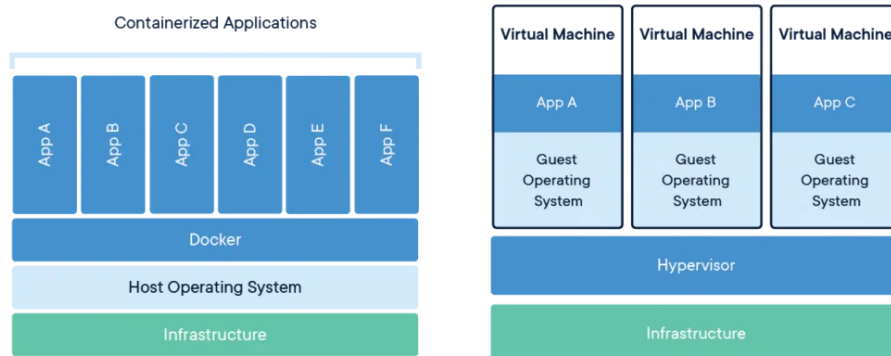 Containerized Applications
App A
App B
App C
App D
App E
App F
Docker
Host Operating System
Infrastructure
Virtual Machine
App A
Guest
Operating
System
Virtual Machine
App B
Guest
Operating
System
Virtual Machine
App C
Guest
Operating
System
Hypervisor
Infrastructure